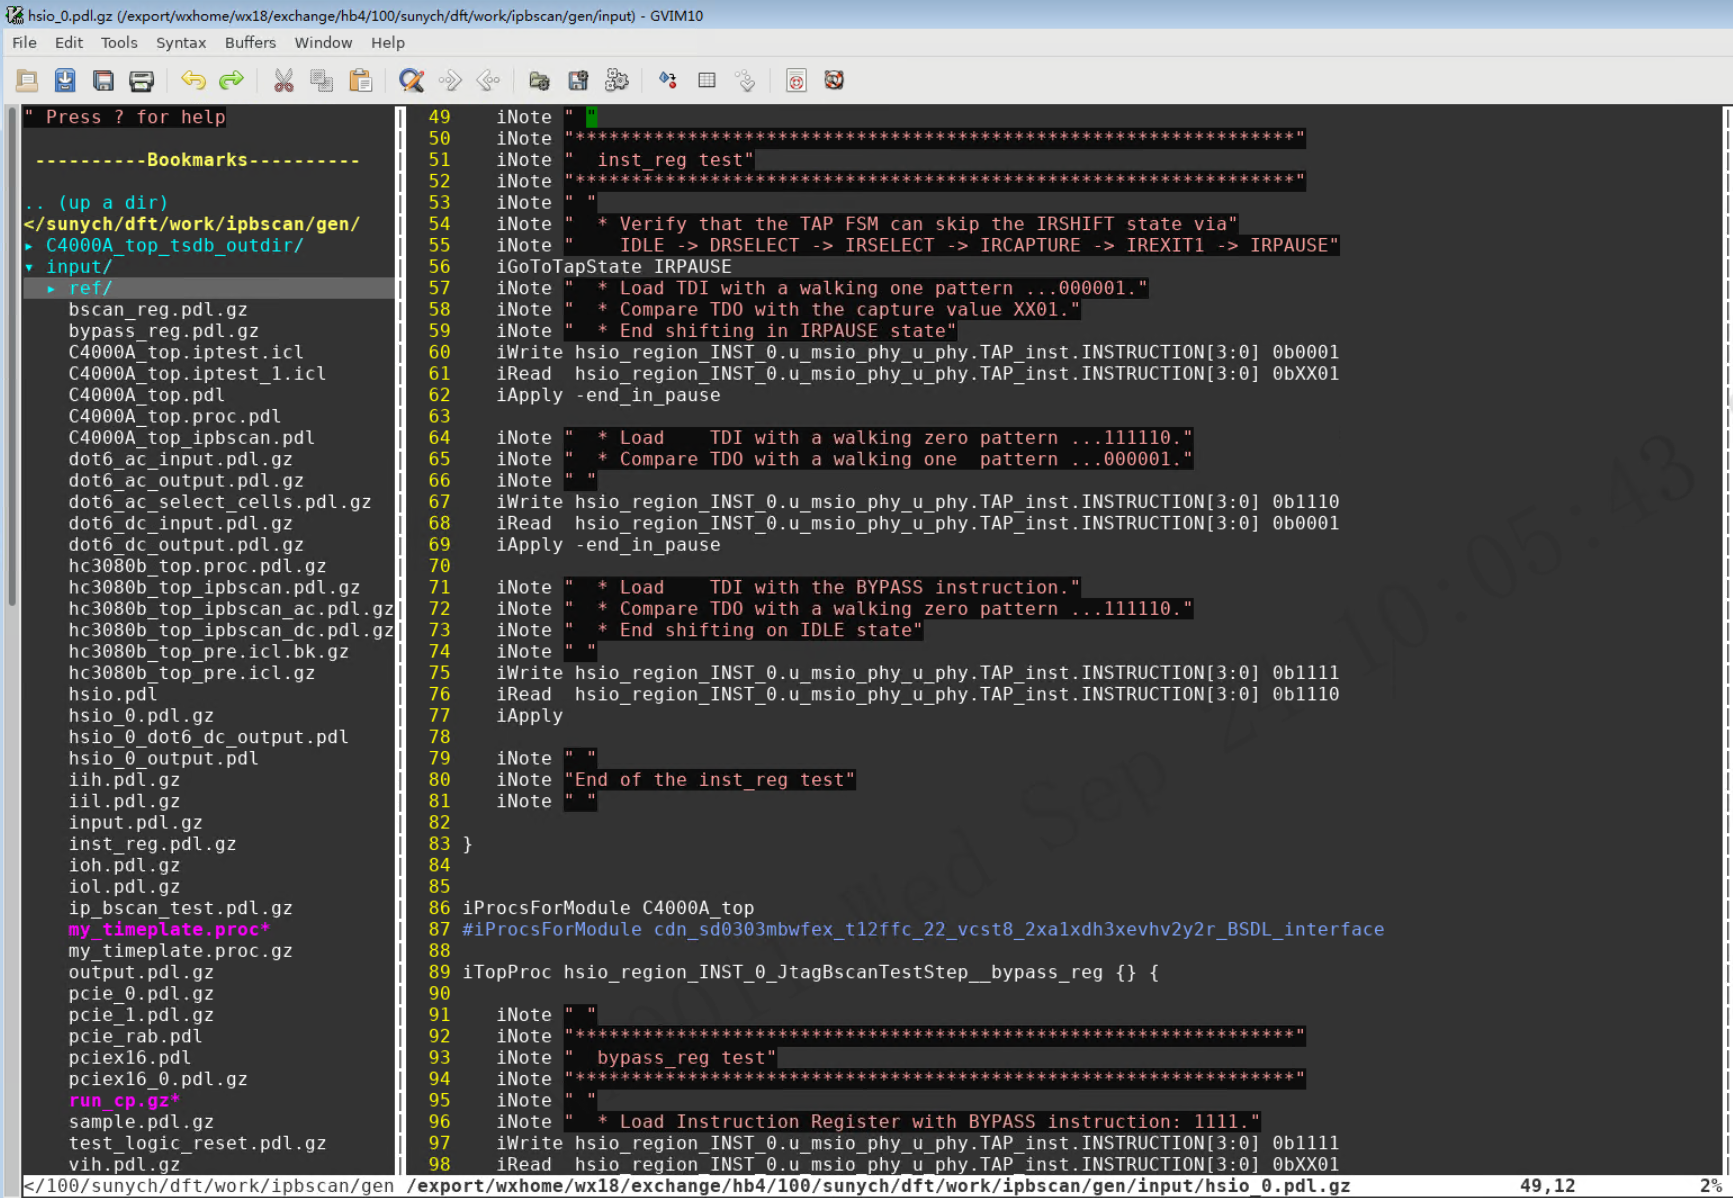 hsio_0.pdl.gz (/export/wxhome/wx18/exchange/hb4/100/sunych/dft/work/ipbscan/gen/input) - GVIM10
File Edit Tools Syntax Buffers Window Help
" Press ? for help
----------Bookmarks----------
.. (up a dir)
</sunych/dft/work/ipbscan/gen/
▸ C4000A_top_tsdb_outdir/
▾ input/
▸ ref/
bscan_reg.pdl.gz
bypass_reg.pdl.gz
C4000A_top.iptest.icl
C4000A_top.iptest_1.icl
C4000A_top.pdl
C4000A_top.proc.pdl
C4000A_top_ipbscan.pdl
dot6_ac_input.pdl.gz
dot6_ac_output.pdl.gz
dot6_ac_select_cells.pdl.gz
dot6_dc_input.pdl.gz
dot6_dc_output.pdl.gz
hc3080b_top.proc.pdl.gz
hc3080b_top_ipbscan.pdl.gz
hc3080b_top_ipbscan_ac.pdl.gz
hc3080b_top_ipbscan_dc.pdl.gz
hc3080b_top_pre.icl.bk.gz
hc3080b_top_pre.icl.gz
hsio.pdl
hsio_0.pdl.gz
hsio_0_dot6_dc_output.pdl
hsio_0_output.pdl
iih.pdl.gz
iil.pdl.gz
input.pdl.gz
inst_reg.pdl.gz
ioh.pdl.gz
iol.pdl.gz
ip_bscan_test.pdl.gz
my_timeplate.proc*
my_timeplate.proc.gz
output.pdl.gz
pcie_0.pdl.gz
pcie_1.pdl.gz
pcie_rab.pdl
pciex16.pdl
pciex16_0.pdl.gz
run_cp.gz*
sample.pdl.gz
test_logic_reset.pdl.gz
vih.pdl.gz
49 iNote " "
50 iNote "****************************************************************"
51 iNote "  inst_reg test"
52 iNote "****************************************************************"
53 iNote " "
54 iNote "  * Verify that the TAP FSM can skip the IRSHIFT state via"
55 iNote "    IDLE -> DRSELECT -> IRSELECT -> IRCAPTURE -> IREXIT1 -> IRPAUSE"
56 iGoToTapState IRPAUSE
57 iNote "  * Load TDI with a walking one pattern ...000001."
58 iNote "  * Compare TDO with the capture value XX01."
59 iNote "  * End shifting in IRPAUSE state"
60 iWrite hsio_region_INST_0.u_msio_phy_u_phy.TAP_inst.INSTRUCTION[3:0] 0b0001
61 iRead  hsio_region_INST_0.u_msio_phy_u_phy.TAP_inst.INSTRUCTION[3:0] 0bXX01
62 iApply -end_in_pause
63
64 iNote "  * Load    TDI with a walking zero pattern ...111110."
65 iNote "  * Compare TDO with a walking one  pattern ...000001."
66 iNote " "
67 iWrite hsio_region_INST_0.u_msio_phy_u_phy.TAP_inst.INSTRUCTION[3:0] 0b1110
68 iRead  hsio_region_INST_0.u_msio_phy_u_phy.TAP_inst.INSTRUCTION[3:0] 0b0001
69 iApply -end_in_pause
70
71 iNote "  * Load    TDI with the BYPASS instruction."
72 iNote "  * Compare TDO with a walking zero pattern ...111110."
73 iNote "  * End shifting on IDLE state"
74 iNote " "
75 iWrite hsio_region_INST_0.u_msio_phy_u_phy.TAP_inst.INSTRUCTION[3:0] 0b1111
76 iRead  hsio_region_INST_0.u_msio_phy_u_phy.TAP_inst.INSTRUCTION[3:0] 0b1110
77 iApply
78
79 iNote " "
80 iNote "End of the inst_reg test"
81 iNote " "
82
83 }
84
85
86 iProcsForModule C4000A_top
87 #iProcsForModule cdn_sd0303mbwfex_t12ffc_22_vcst8_2xa1xdh3xevhv2y2r_BSDL_interface
88
89 iTopProc hsio_region_INST_0_JtagBscanTestStep__bypass_reg {} {
90
91 iNote " "
92 iNote "****************************************************************"
93 iNote "  bypass_reg test"
94 iNote "****************************************************************"
95 iNote " "
96 iNote "  * Load Instruction Register with BYPASS instruction: 1111."
97 iWrite hsio_region_INST_0.u_msio_phy_u_phy.TAP_inst.INSTRUCTION[3:0] 0b1111
98 iRead  hsio_region_INST_0.u_msio_phy_u_phy.TAP_inst.INSTRUCTION[3:0] 0bXX01
</100/sunych/dft/work/ipbscan/gen /export/wxhome/wx18/exchange/hb4/100/sunych/dft/work/ipbscan/gen/input/hsio_0.pdl.gz 49,12 2%
Wed Sep 24 10:05:43